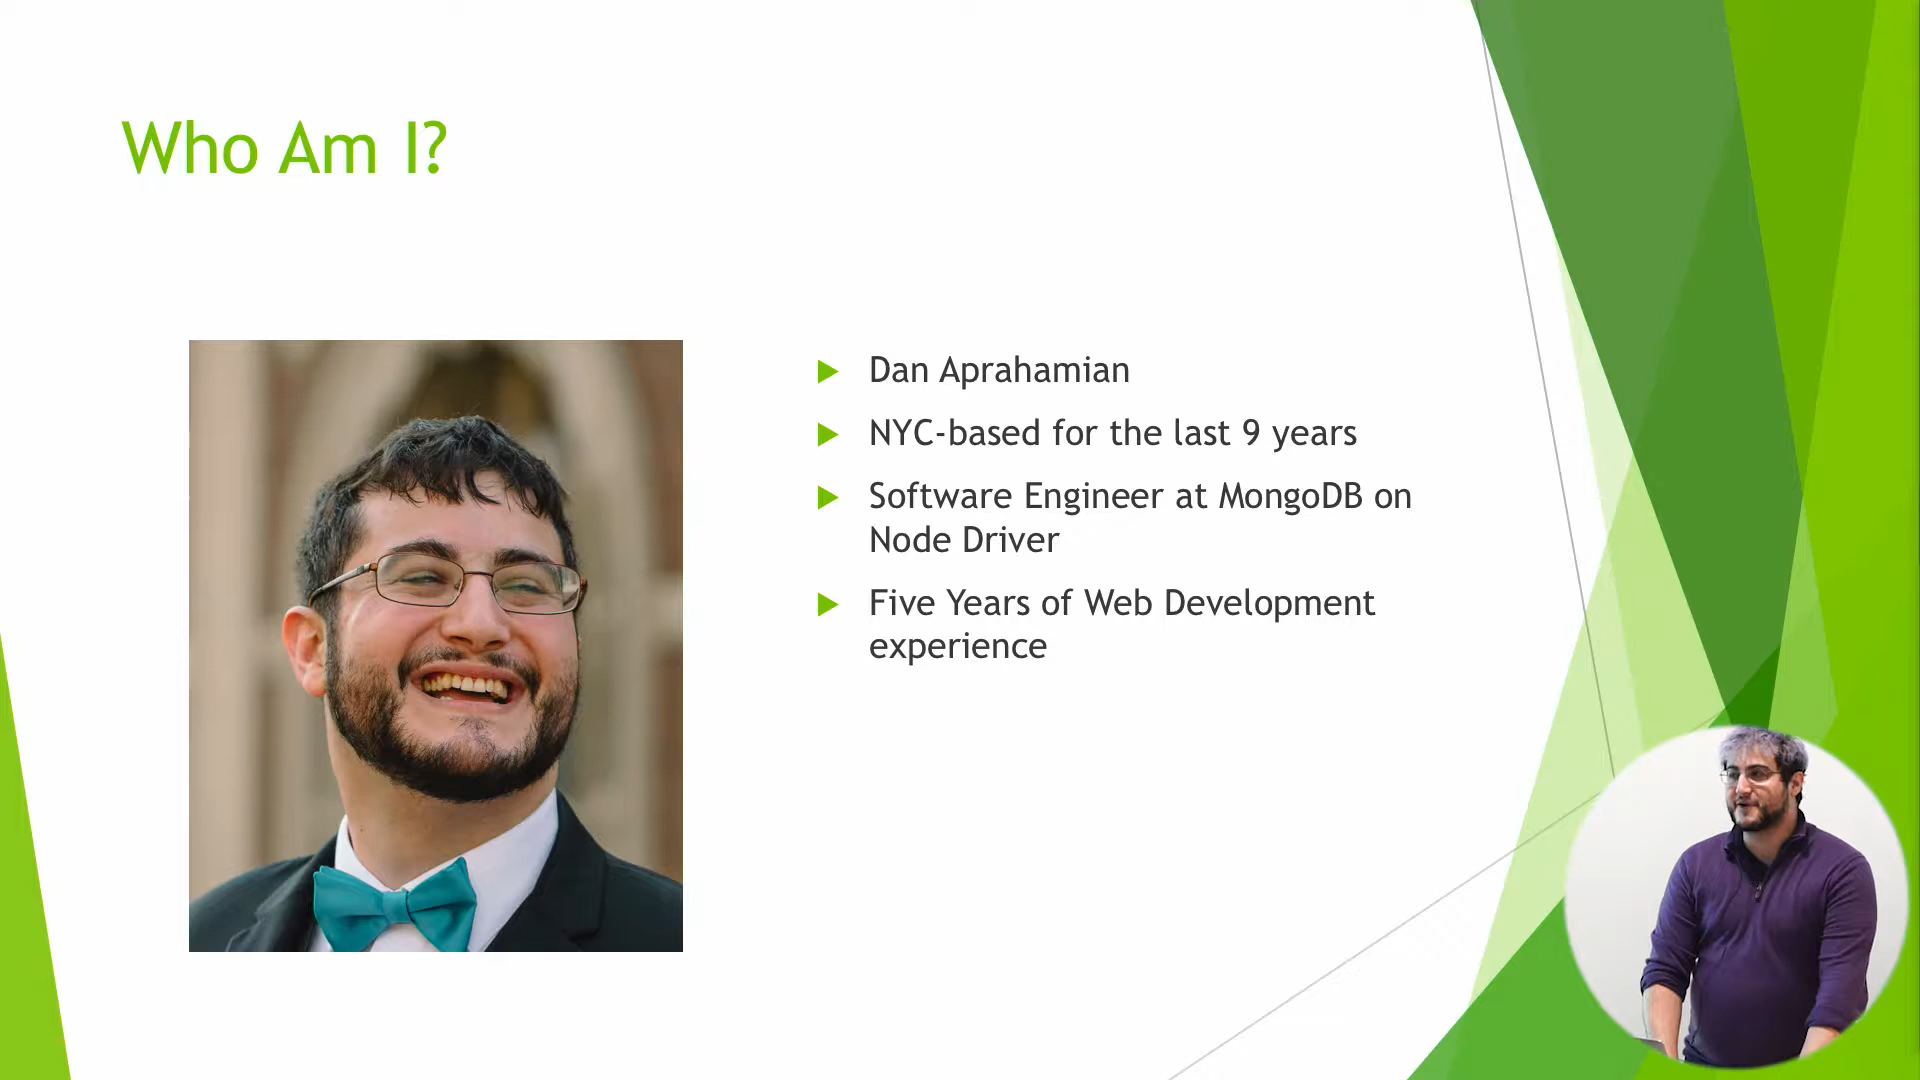 Who Am I?
Dan Aprahamian
NYC-based for the last 9 years
Software Engineer at MongoDB on
Node Driver
Five Years of Web Development
experience